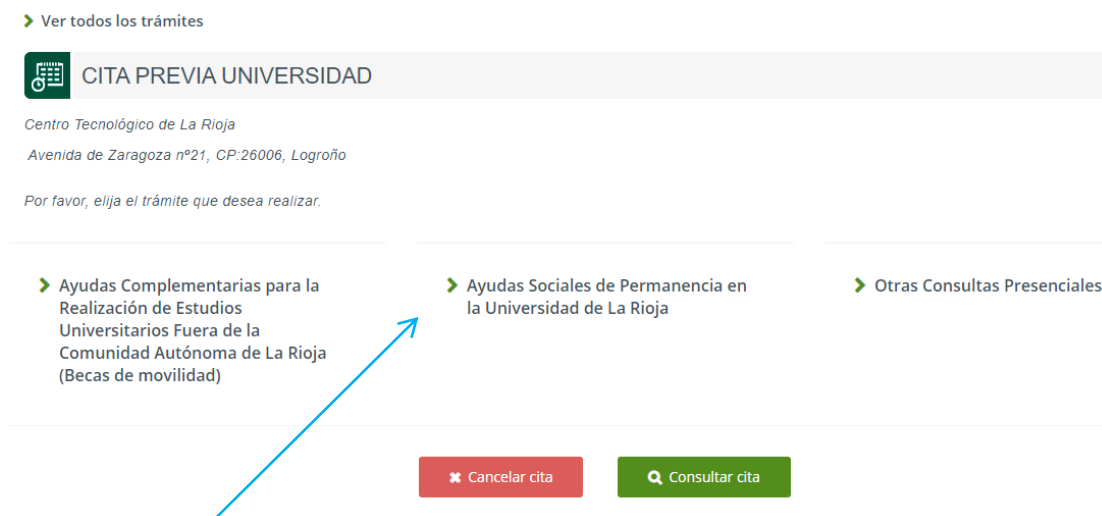 Ver todos los trámites
CITA PREVIA UNIVERSIDAD
Centro Tecnológico de La Rioja
Avenida de Zaragoza nº21, CP:26006, Logroño
Por favor, elija el trámite que desea realizar.
Ayudas Complementarias para la
Realización de Estudios
Universitarios Fuera de la
Comunidad Autónoma de La Rioja
(Becas de movilidad)
Ayudas Sociales de Permanencia en
la Universidad de La Rioja
Otras Consultas Presenciales
Cancelar cita
Consultar cita